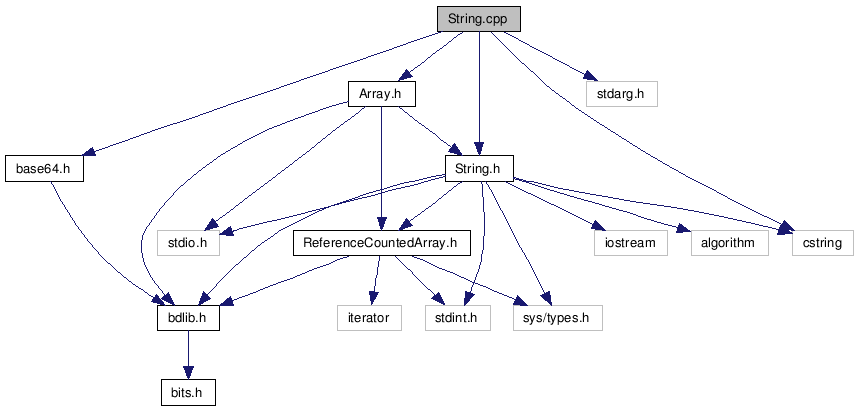 String.cpp
Array.h
stdarg.h
base64.h
String.h
stdio.h
ReferenceCountedArray.h
iostream
algorithm
cstring
bdlib.h
iterator
stdint.h
sys/types.h
bits.h